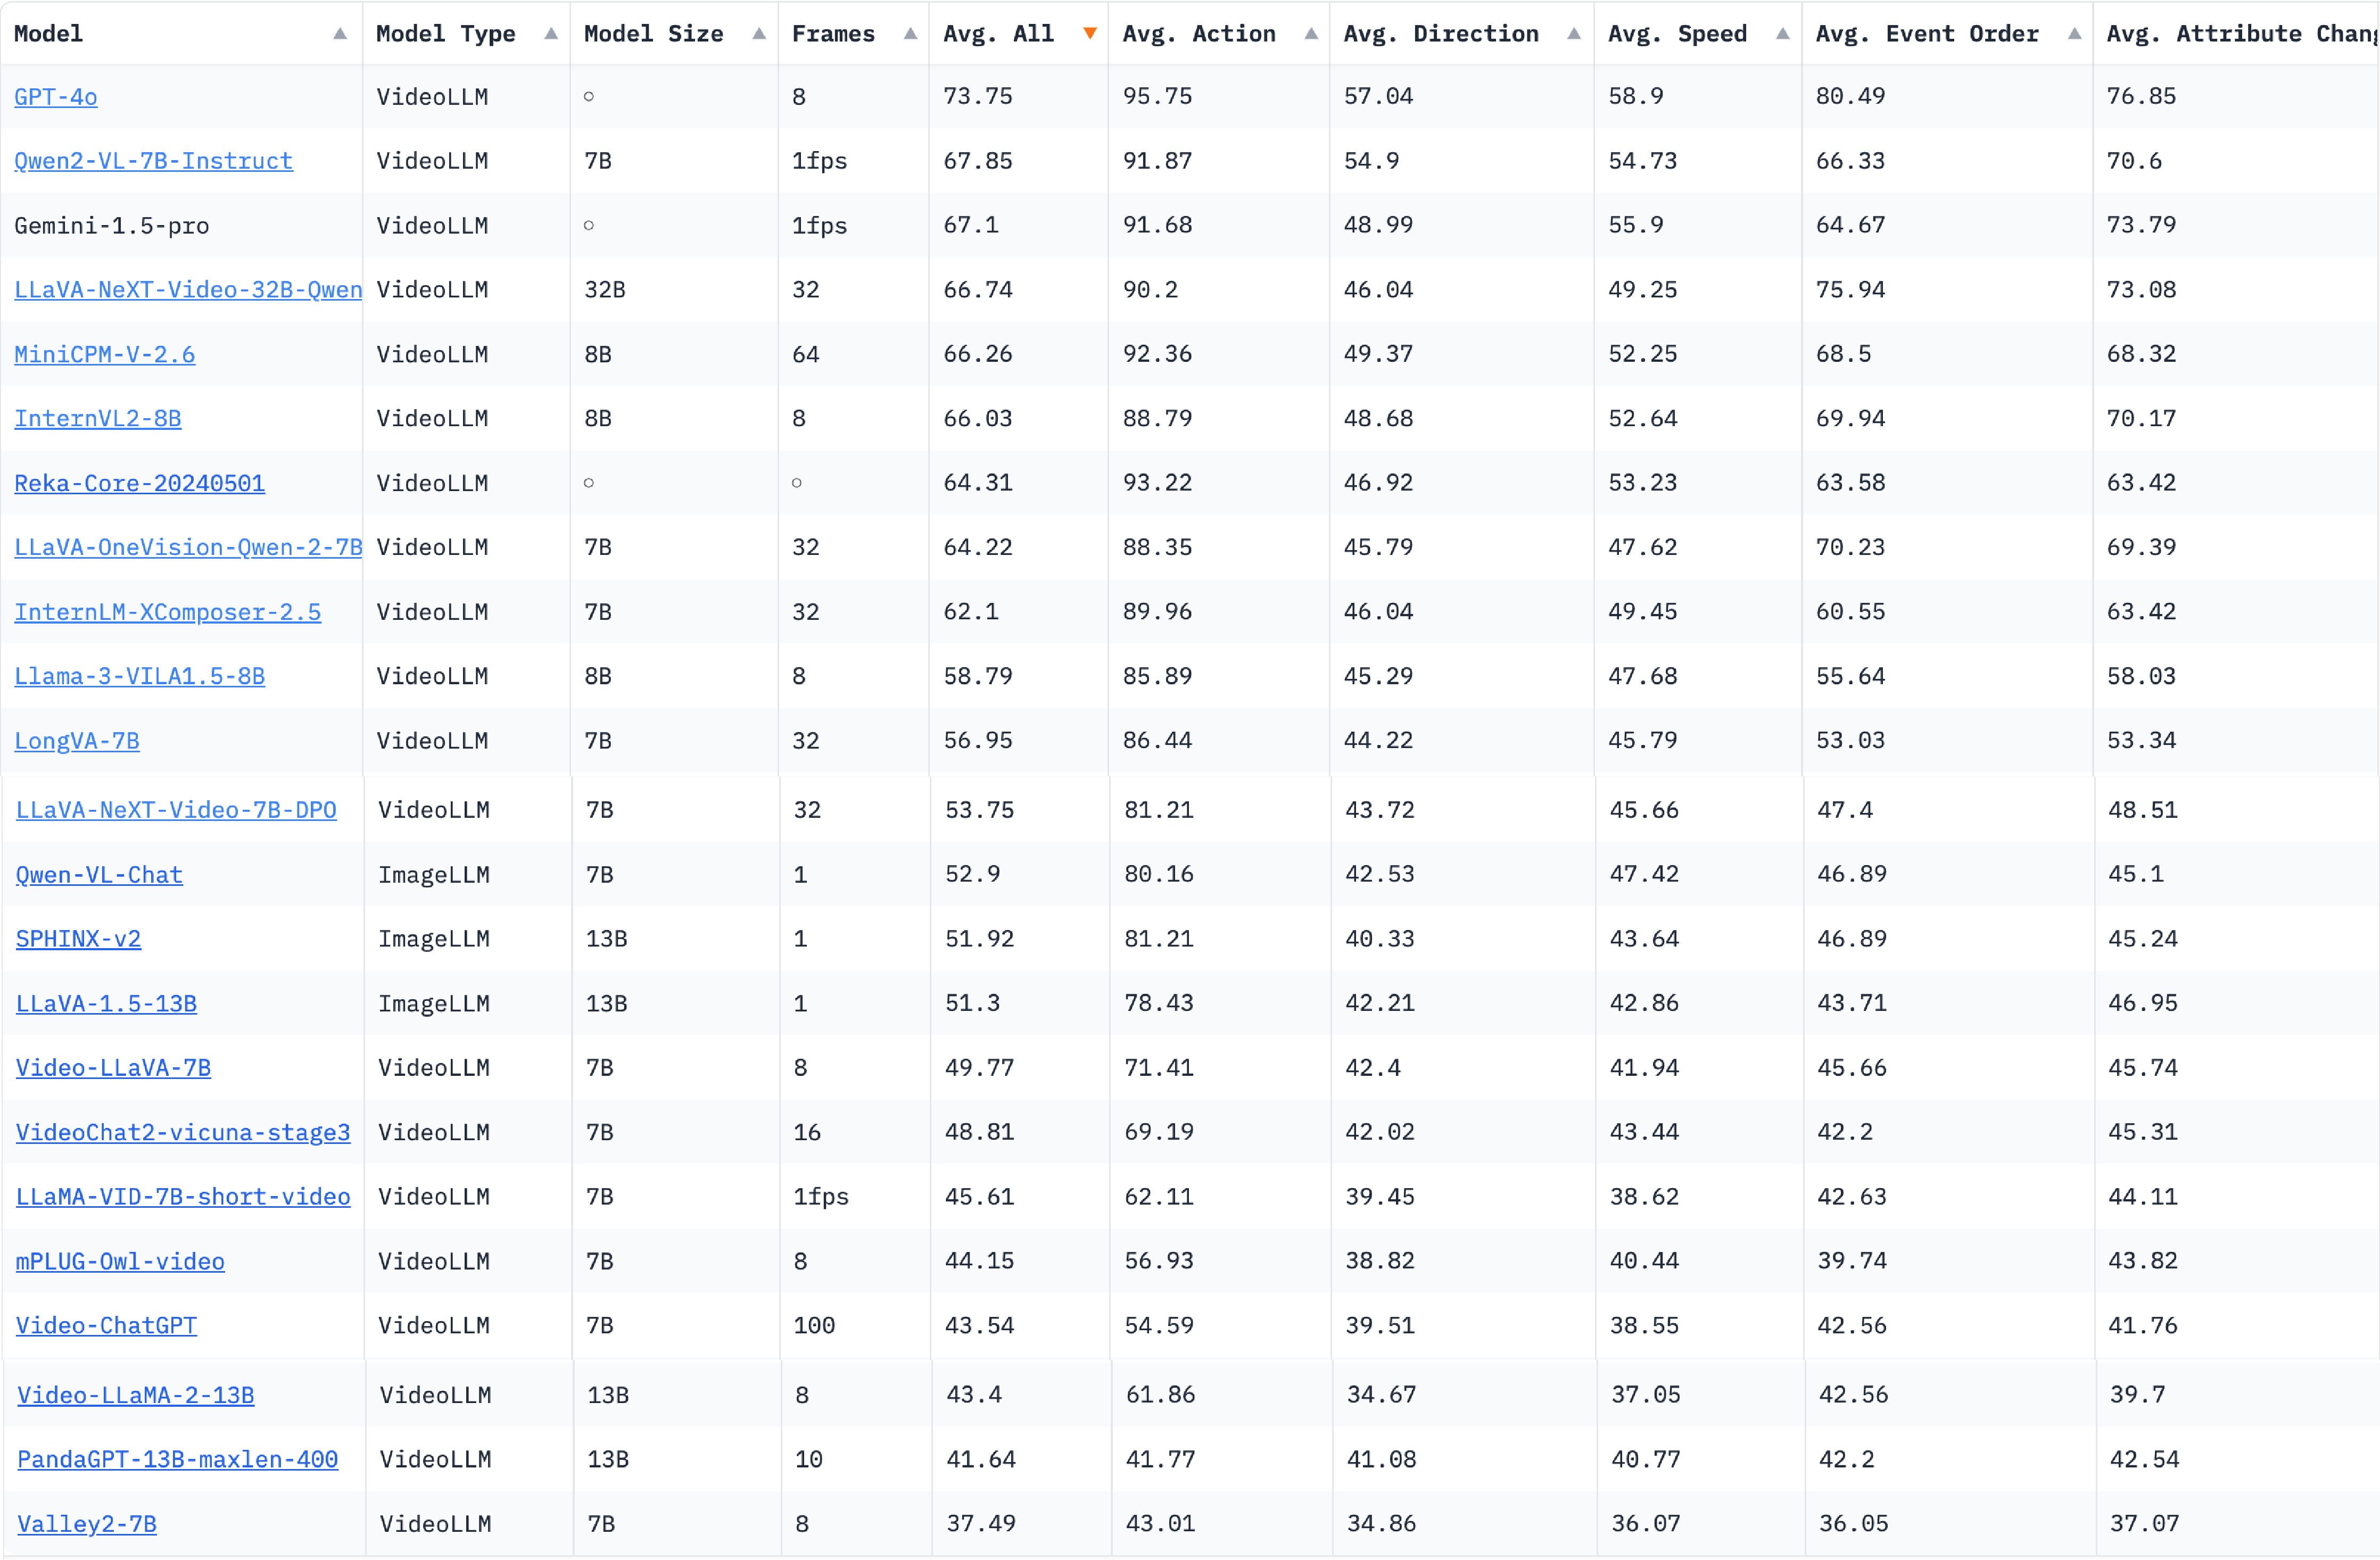 Model Model Type Model Size Frames Avg. All Avg. Action Avg. Direction Avg. Speed Avg. Event Order Avg. Attribute Chang
GPT-4o VideoLLM ○ 8 73.75 95.75 57.04 58.9 80.49 76.85
Qwen2-VL-7B-Instruct VideoLLM 7B 1fps 67.85 91.87 54.9 54.73 66.33 70.6
Gemini-1.5-pro VideoLLM ○ 1fps 67.1 91.68 48.99 55.9 64.67 73.79
LLaVA-NeXT-Video-32B-Qwen VideoLLM 32B 32 66.74 90.2 46.04 49.25 75.94 73.08
MiniCPM-V-2.6 VideoLLM 8B 64 66.26 92.36 49.37 52.25 68.5 68.32
InternVL2-8B VideoLLM 8B 8 66.03 88.79 48.68 52.64 69.94 70.17
Reka-Core-20240501 VideoLLM ○ ○ 64.31 93.22 46.92 53.23 63.58 63.42
LLaVA-OneVision-Qwen-2-7B VideoLLM 7B 32 64.22 88.35 45.79 47.62 70.23 69.39
InternLM-XComposer-2.5 VideoLLM 7B 32 62.1 89.96 46.04 49.45 60.55 63.42
Llama-3-VILA1.5-8B VideoLLM 8B 8 58.79 85.89 45.29 47.68 55.64 58.03
LongVA-7B VideoLLM 7B 32 56.95 86.44 44.22 45.79 53.03 53.34
LLaVA-NeXT-Video-7B-DPO VideoLLM 7B 32 53.75 81.21 43.72 45.66 47.4 48.51
Qwen-VL-Chat ImageLLM 7B 1 52.9 80.16 42.53 47.42 46.89 45.1
SPHINX-v2 ImageLLM 13B 1 51.92 81.21 40.33 43.64 46.89 45.24
LLaVA-1.5-13B ImageLLM 13B 1 51.3 78.43 42.21 42.86 43.71 46.95
Video-LLaVA-7B VideoLLM 7B 8 49.77 71.41 42.4 41.94 45.66 45.74
VideoChat2-vicuna-stage3 VideoLLM 7B 16 48.81 69.19 42.02 43.44 42.2 45.31
LLaMA-VID-7B-short-video VideoLLM 7B 1fps 45.61 62.11 39.45 38.62 42.63 44.11
mPLUG-Owl-video VideoLLM 7B 8 44.15 56.93 38.82 40.44 39.74 43.82
Video-ChatGPT VideoLLM 7B 100 43.54 54.59 39.51 38.55 42.56 41.76
Video-LLaMA-2-13B VideoLLM 13B 8 43.4 61.86 34.67 37.05 42.56 39.7
PandaGPT-13B-maxlen-400 VideoLLM 13B 10 41.64 41.77 41.08 40.77 42.2 42.54
Valley2-7B VideoLLM 7B 8 37.49 43.01 34.86 36.07 36.05 37.07